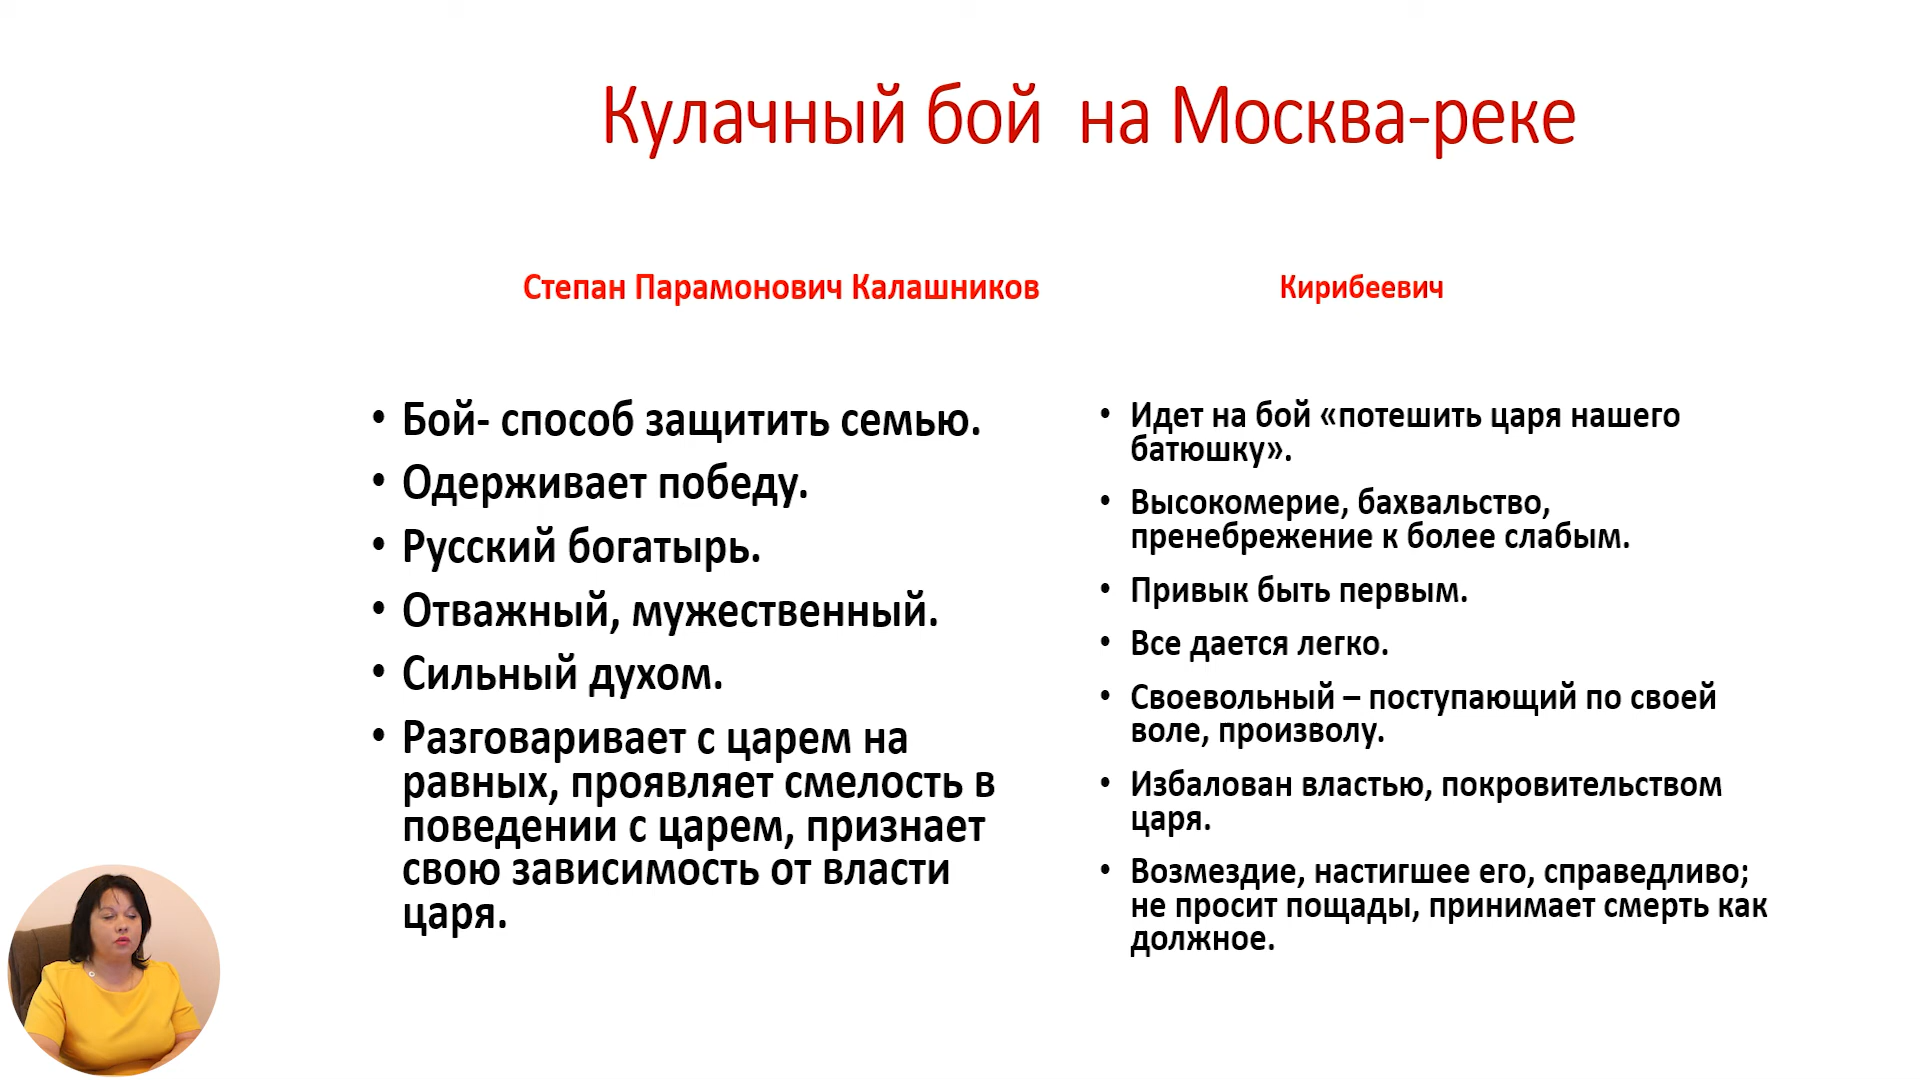 Кулачный бой  на Москва-реке
Степан Парамонович Калашников
• Бой- способ защитить семью.
• Одерживает победу.
• Русский богатырь.
• Отважный, мужественный.
• Сильный духом.
• Разговаривает с царем на
равных, проявляет смелость в
поведении с царем, признает
свою зависимость от власти
царя.
Кирибеевич
• Идет на бой «потешить царя нашего
батюшку».
• Высокомерие, бахвальство,
пренебрежение к более слабым.
• Привык быть первым.
• Все дается легко.
• Своевольный – поступающий по своей
воле, произволу.
• Избалован властью, покровительством
царя.
• Возмездие, настигшее его, справедливо;
не просит пощады, принимает смерть как
должное.